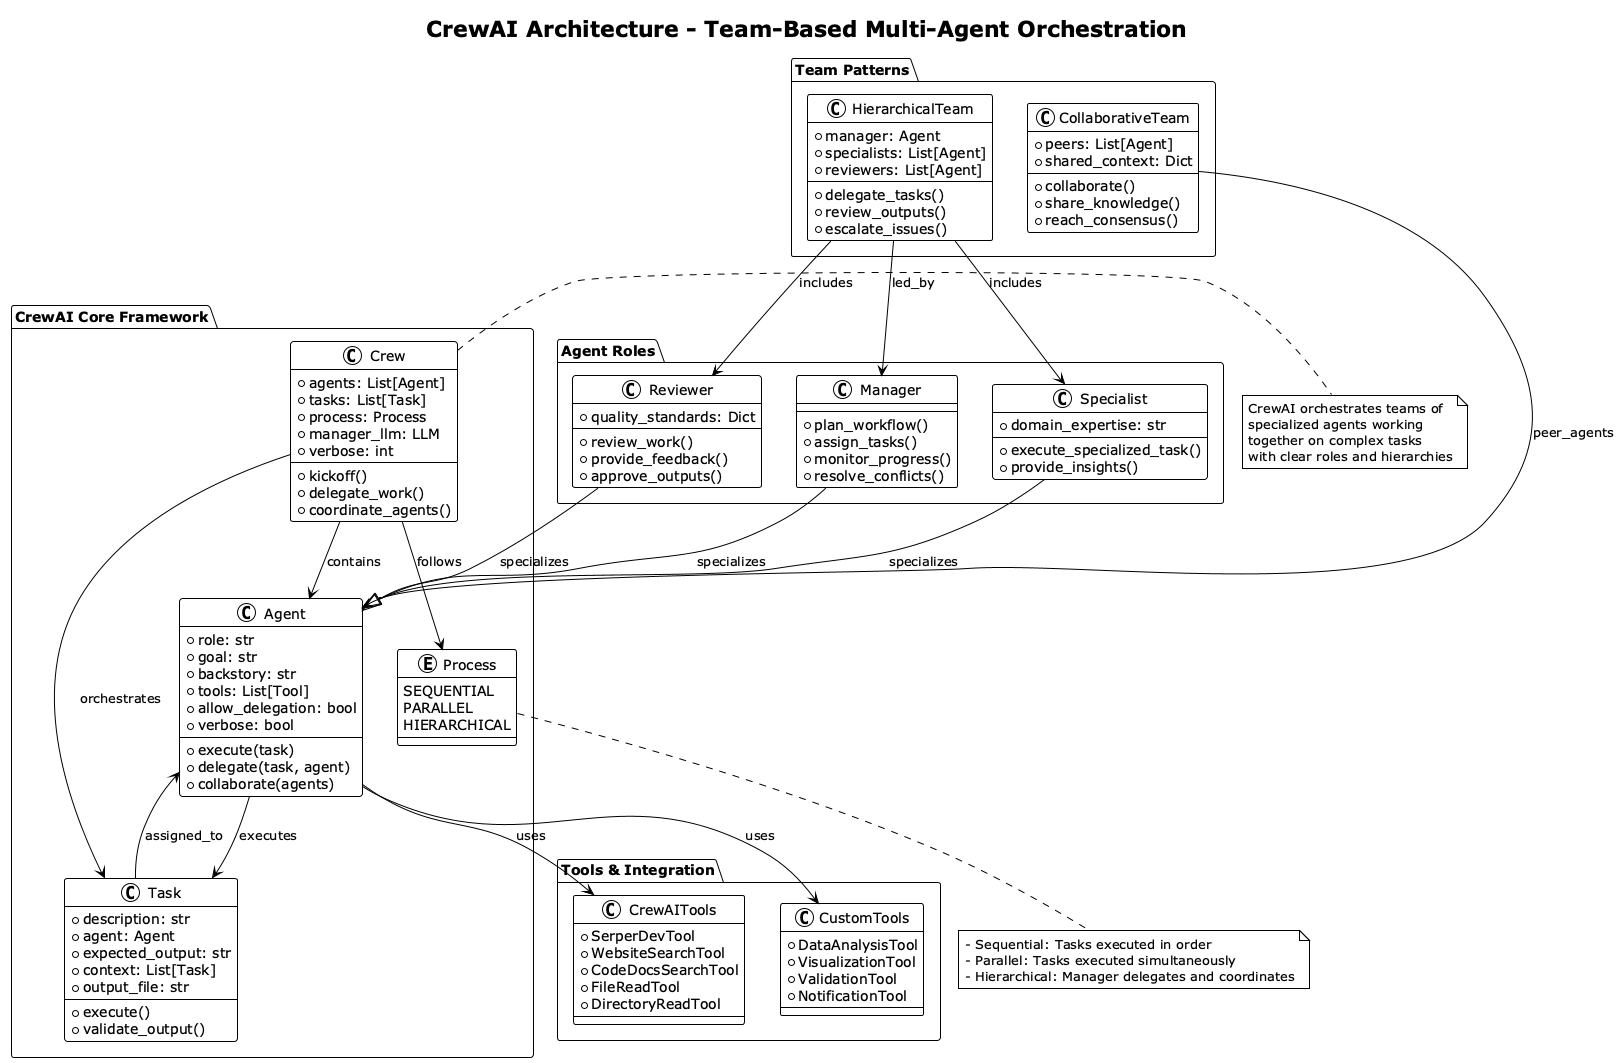 CrewAI Architecture - Team-Based Multi-Agent Orchestration
Team Patterns
C HierarchicalTeam
manager: Agent
specialists: List[Agent]
reviewers: List[Agent]
delegate_tasks()
review_outputs()
escalate_issues()
C CollaborativeTeam
peers: List[Agent]
shared_context: Dict
collaborate()
share_knowledge()
reach_consensus()
includes
led_by
includes
peer_agents
CrewAI Core Framework
C Crew
agents: List[Agent]
tasks: List[Task]
process: Process
manager_llm: LLM
verbose: int
kickoff()
delegate_work()
coordinate_agents()
Agent Roles
C Reviewer
quality_standards: Dict
review_work()
provide_feedback()
approve_outputs()
C Manager
plan_workflow()
assign_tasks()
monitor_progress()
resolve_conflicts()
C Specialist
domain_expertise: str
execute_specialized_task()
provide_insights()
CrewAI orchestrates teams of
specialized agents working
together on complex tasks
with clear roles and hierarchies
contains
follows
specializes
specializes
specializes
C Agent
role: str
goal: str
backstory: str
tools: List[Tool]
allow_delegation: bool
verbose: bool
execute(task)
delegate(task, agent)
collaborate(agents)
E Process
SEQUENTIAL
PARALLEL
HIERARCHICAL
orchestrates
assigned_to
executes
uses
uses
C Task
description: str
agent: Agent
expected_output: str
context: List[Task]
output_file: str
execute()
validate_output()
Tools & Integration
C CrewAITools
SerperDevTool
WebsiteSearchTool
CodeDocsSearchTool
FileReadTool
DirectoryReadTool
C CustomTools
DataAnalysisTool
VisualizationTool
ValidationTool
NotificationTool
- Sequential: Tasks executed in order
- Parallel: Tasks executed simultaneously
- Hierarchical: Manager delegates and coordinates